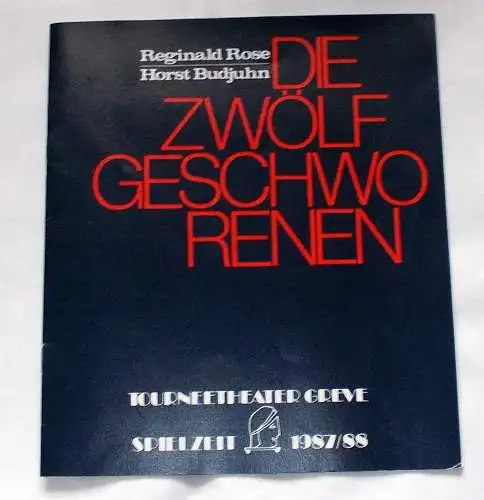 Reginald Rose
Horst Budjuhn
DIE
ZWÖLF
GESCHWO
RENEN
TOURNEETHEATER GREVE
SPIELZEIT 1987/88